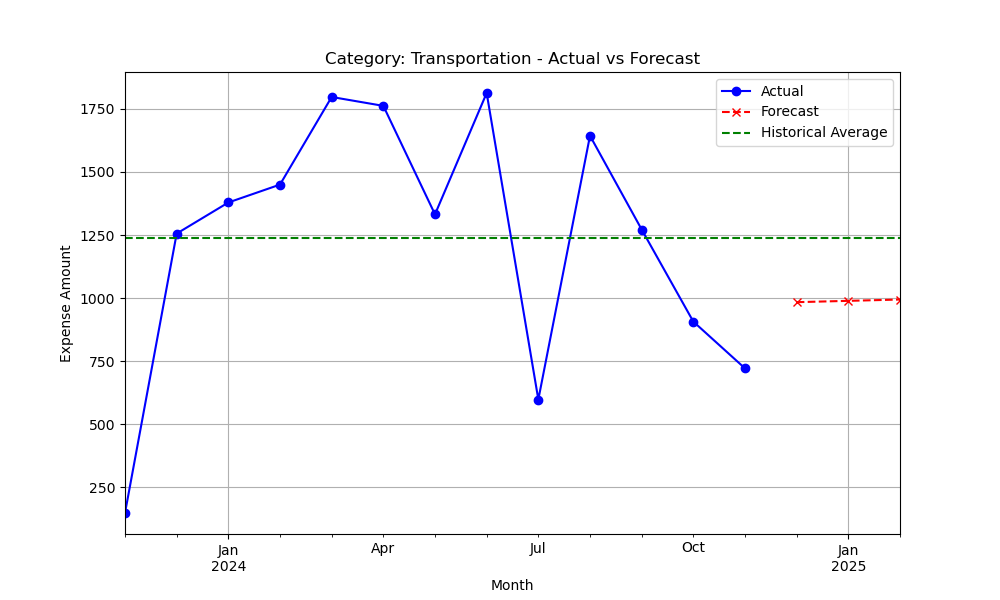 Category: Transportation - Actual vs Forecast
Actual
Forecast
Historical Average
Expense Amount
1750
1500
1250
1000
750
500
250
Jan
2024
Apr
Jul
Oct
Jan
2025
Month